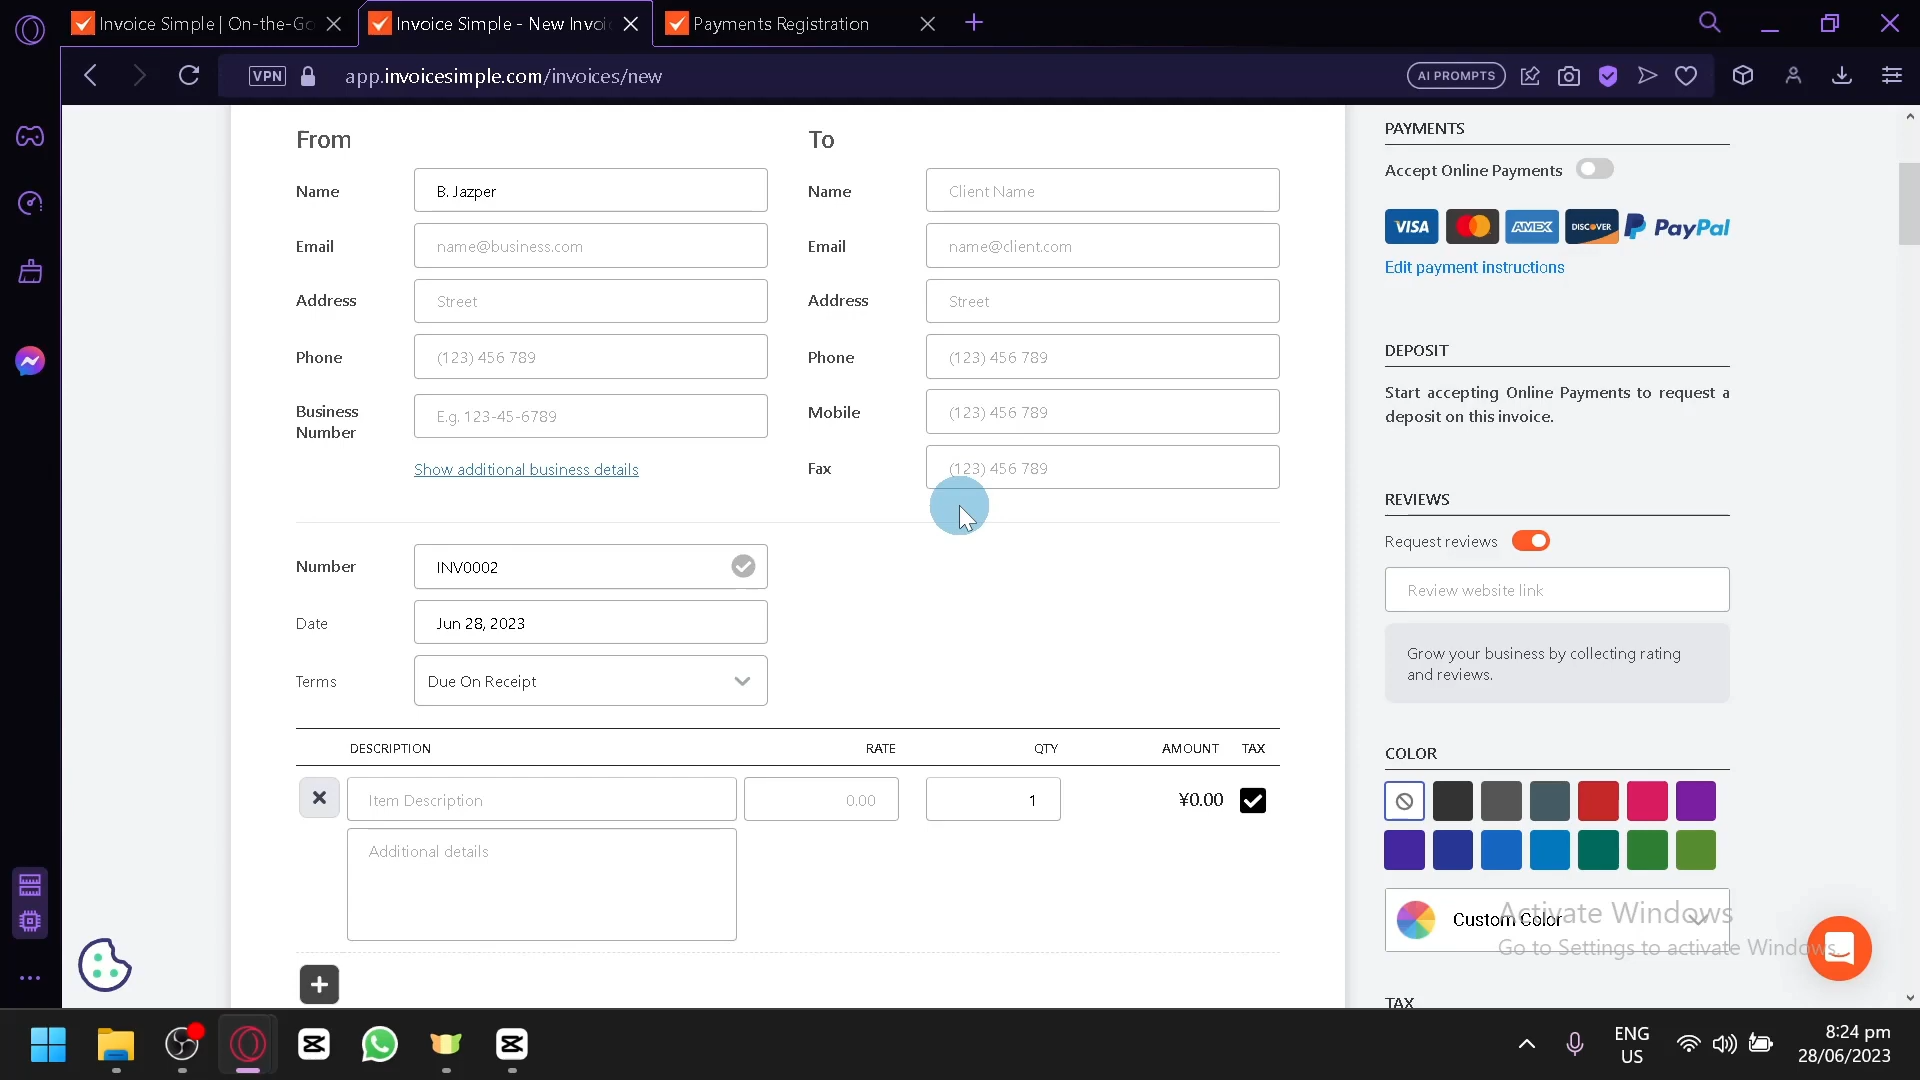 Invoice Simple | On-the-Go
Invoice Simple - New Invoi
Payments Registration
VPN
app.invoicesimple.com/invoices/new
AI PROMPTS
From
To
Name
B. Jazper
Name
Client Name
Email
name@business.com
Email
name@client.com
Address
Street
Address
Street
Phone
(123) 456 789
Phone
(123) 456 789
Business
Number
E.g. 123-45-6789
Mobile
(123) 456 789
Show additional business details
Fax
(123) 456 789
Number
INV0002
Date
Jun 28, 2023
Terms
Due On Receipt
DESCRIPTION
RATE
QTY
AMOUNT
TAX
Item Description
0.00
1
¥0.00
Additional details
PAYMENTS
Accept Online Payments
VISA
AMEX
DISCOVER
PayPal
Edit payment instructions
DEPOSIT
Start accepting Online Payments to request a
deposit on this invoice.
REVIEWS
Request reviews
Review website link
Grow your business by collecting rating
and reviews.
COLOR
Custom Color
Activate Windows
Go to Settings to activate Windows.
TAX
ENG
US
8:24 pm
28/06/2023